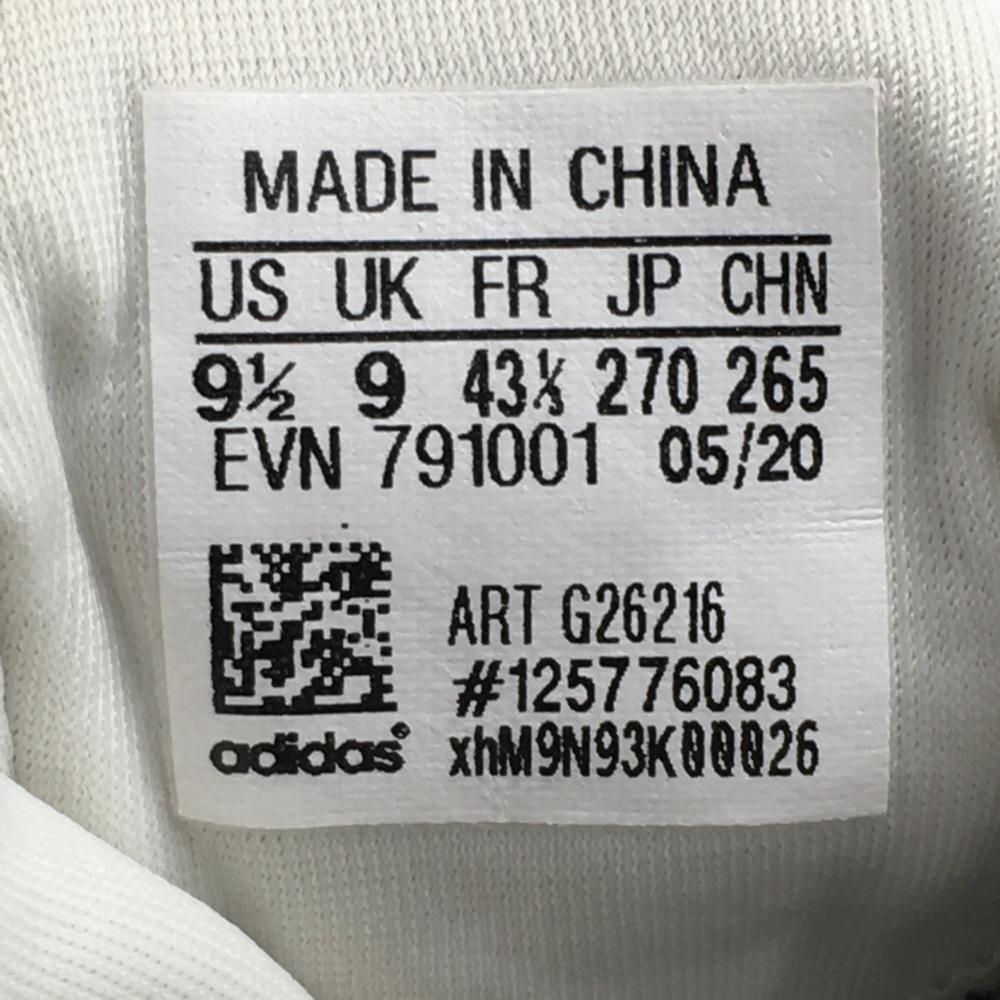 MADE IN CHINA
US UK FR JP CHN
9½ 9 43⅓ 270 265
EVN 791001 05/20
ART G26216
#125776083
adidas® xhM9N93K00026